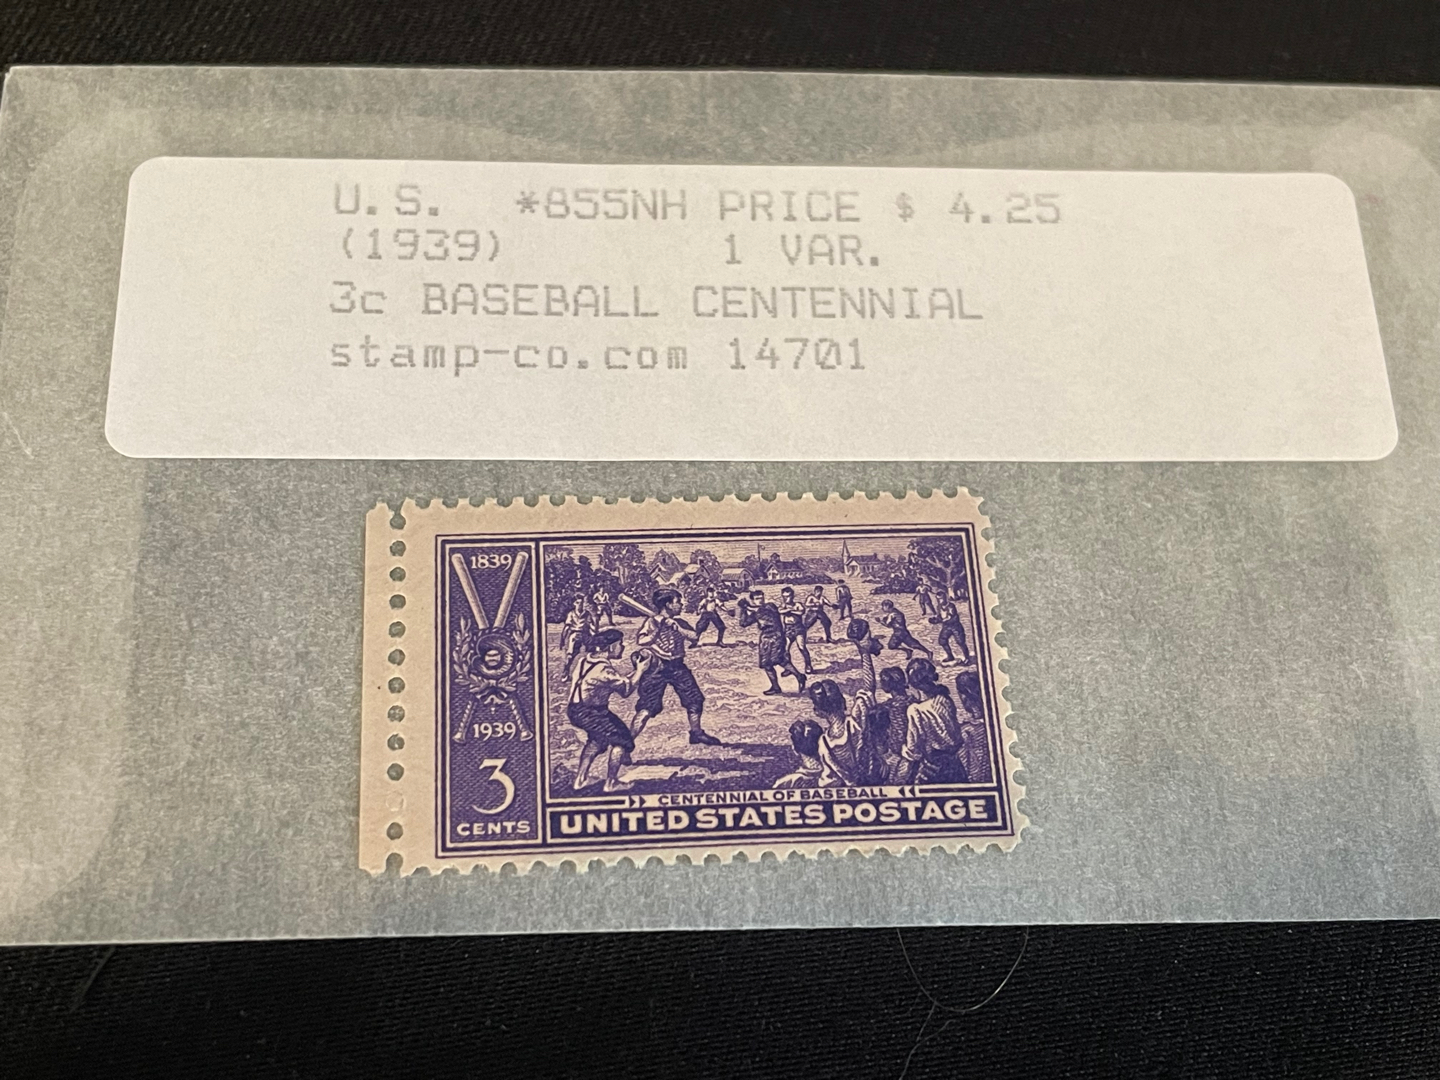 U.S. *855NH PRICE $ 4.25
(1939) 1 VAR.
3c BASEBALL CENTENNIAL
stamp-co.com 14701
1839
1939
3
CENTS
CENTENNIAL OF BASEBALL
UNITED STATES POSTAGE